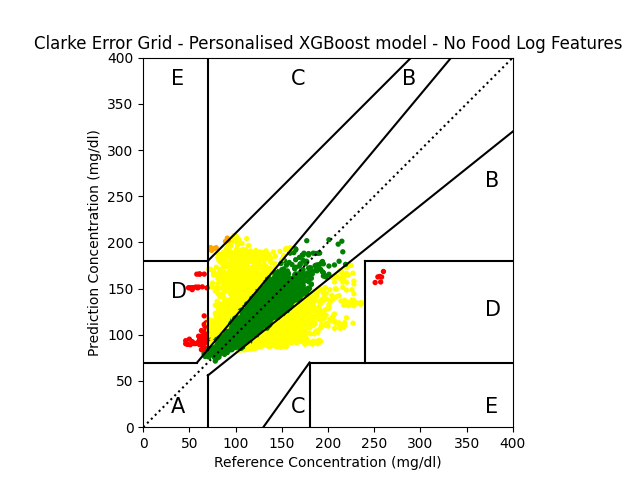 Clarke Error Grid - Personalised XGBoost model - No Food Log Features
400
350
300
250
200
150
100
50
0
Prediction Concentration (mg/dl)
E
C
B
B
D
D
A
C
E
0
50
100
150
200
250
300
350
400
Reference Concentration (mg/dl)